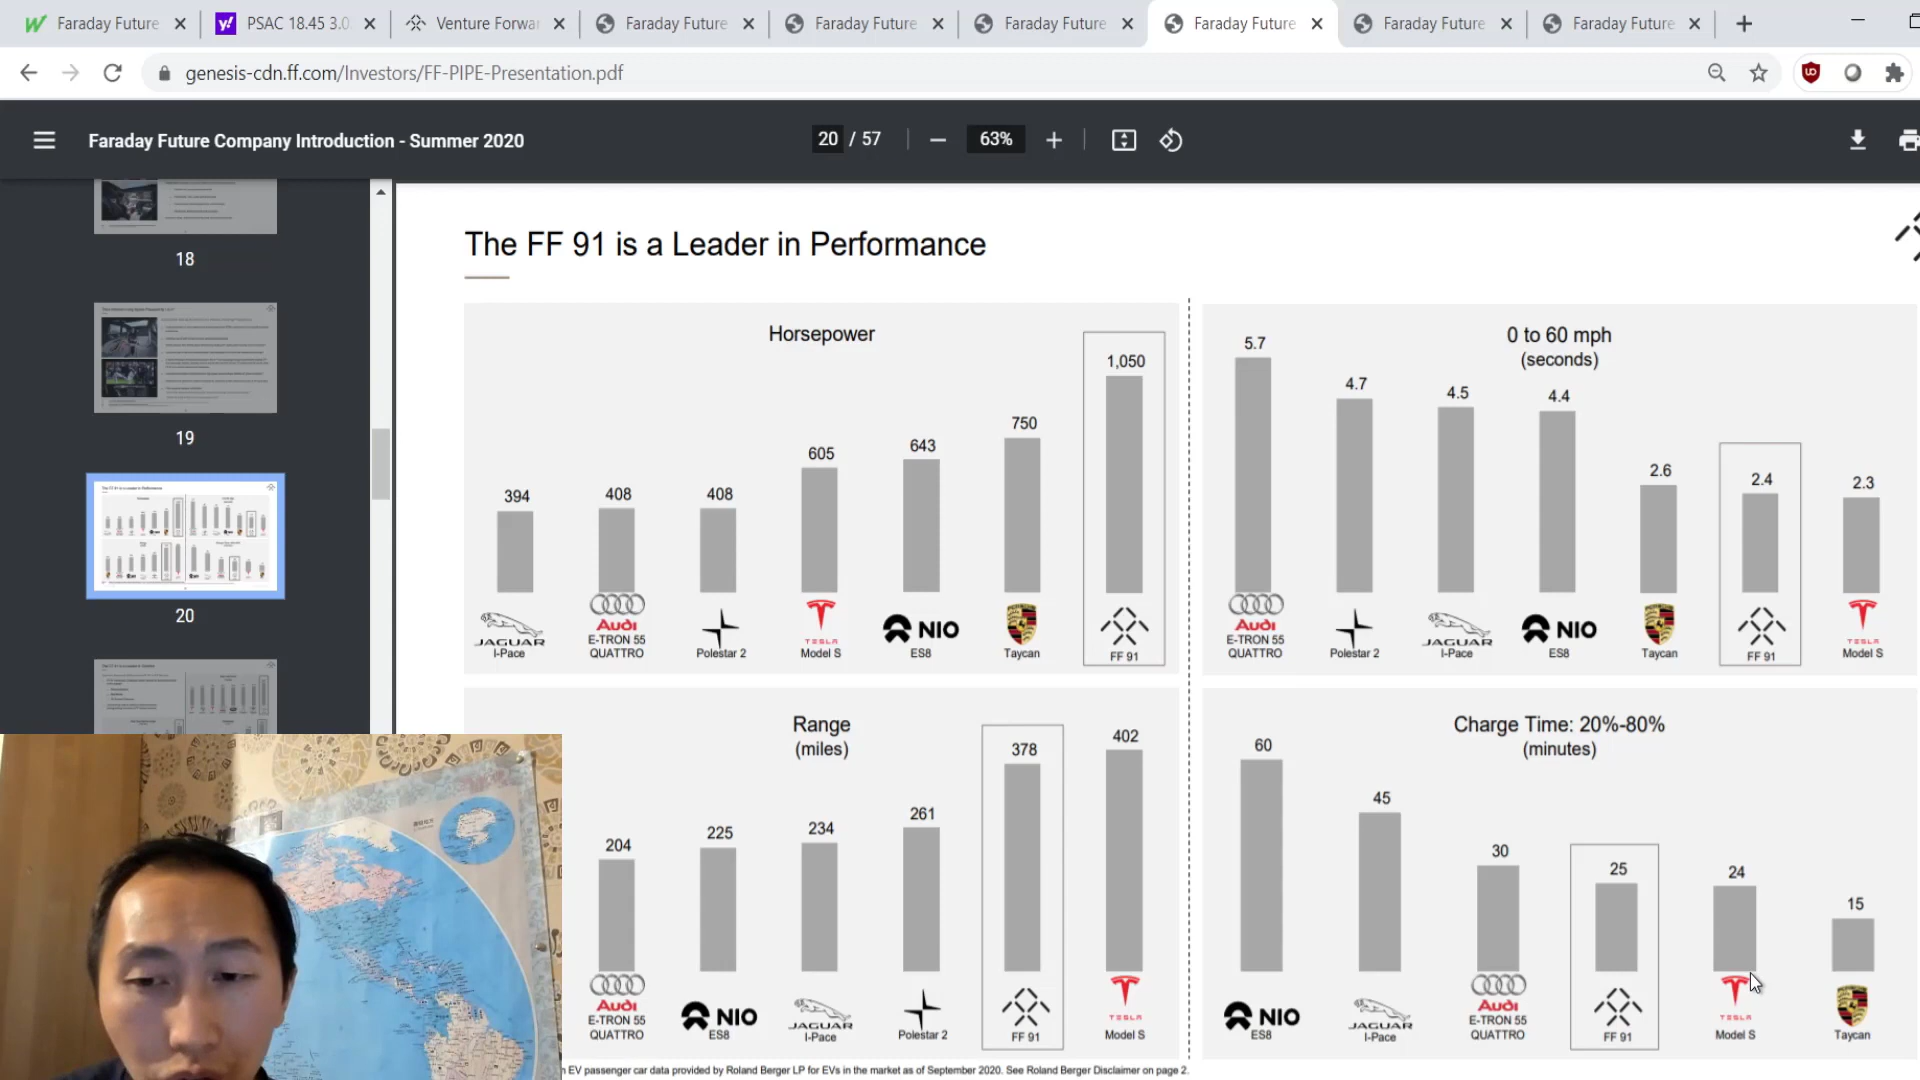 Faraday Future
PSAC 18.45 3.0
Venture Forwar
Faraday Future
Faraday Future
Faraday Future
Faraday Future
Faraday Future
Faraday Future
genesis-cdn.ff.com/Investors/FF-PIPE-Presentation.pdf
Faraday Future Company Introduction - Summer 2020
20 / 57
63%
18
19
20
The FF 91 is a Leader in Performance
Horsepower
394
408
408
605
643
750
1,050
JAGUAR
I-Pace
Audi
E-TRON 55
QUATTRO
Polestar 2
TESLA
Model S
NIO
ES8
Taycan
FF 91
0 to 60 mph
(seconds)
5.7
4.7
4.5
4.4
2.6
2.4
2.3
Audi
E-TRON 55
QUATTRO
Polestar 2
JAGUAR
I-Pace
NIO
ES8
Taycan
FF 91
TESLA
Model S
Range
(miles)
204
225
234
261
378
402
Audi
E-TRON 55
QUATTRO
NIO
ES8
JAGUAR
I-Pace
Polestar 2
FF 91
TESLA
Model S
Charge Time: 20%-80%
(minutes)
60
45
30
25
24
15
NIO
ES8
JAGUAR
I-Pace
Audi
E-TRON 55
QUATTRO
FF 91
TESLA
Model S
Taycan
EV passenger car data provided by Roland Berger LP for EVs in the market as of September 2020. See Roland Berger Disclaimer on page 2.